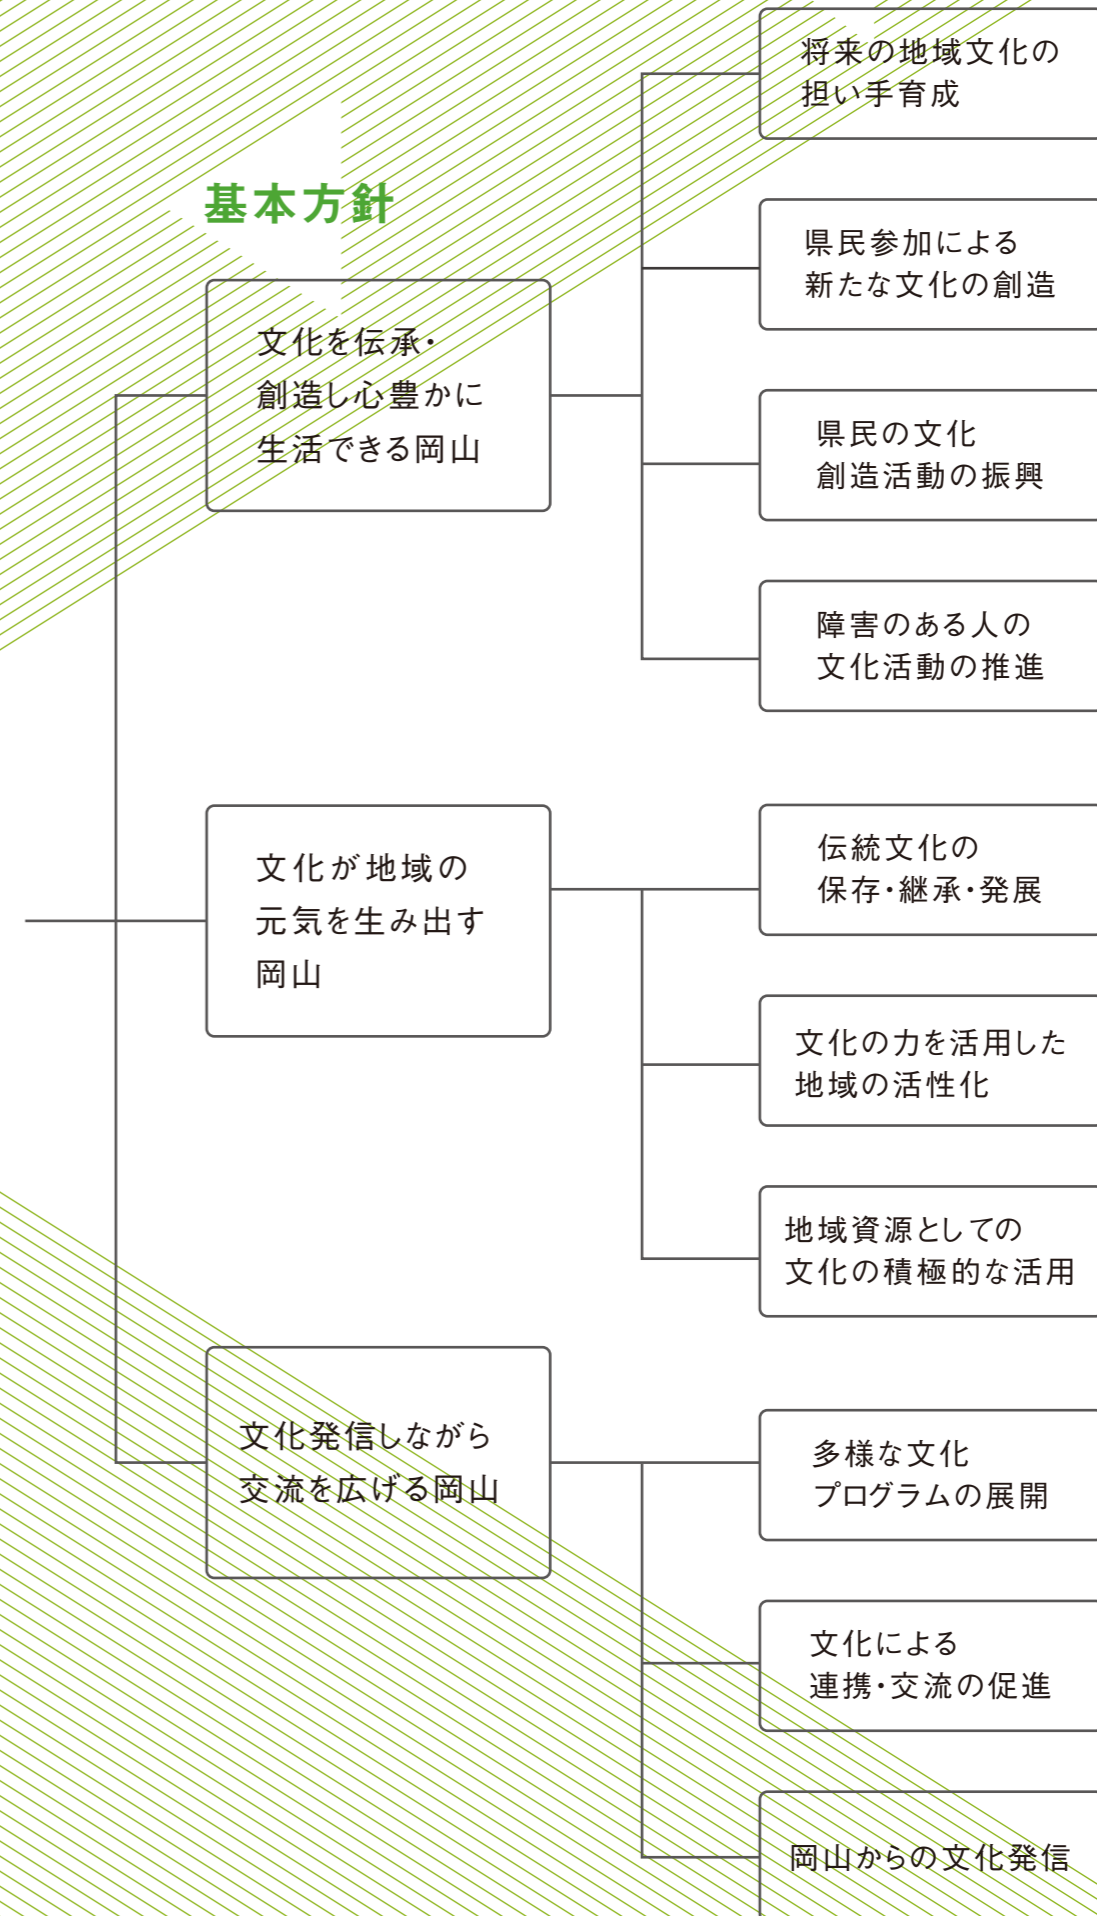 基本方針
文化を伝承・
創造し心豊かに
生活できる岡山
将来の地域文化の
担い手育成
県民参加による
新たな文化の創造
県民の文化
創造活動の振興
障害のある人の
文化活動の推進
文化が地域の
元気を生み出す
岡山
伝統文化の
保存・継承・発展
文化の力を活用した
地域の活性化
地域資源としての
文化の積極的な活用
文化発信しながら
交流を広げる岡山
多様な文化
プログラムの展開
文化による
連携・交流の促進
岡山からの文化発信